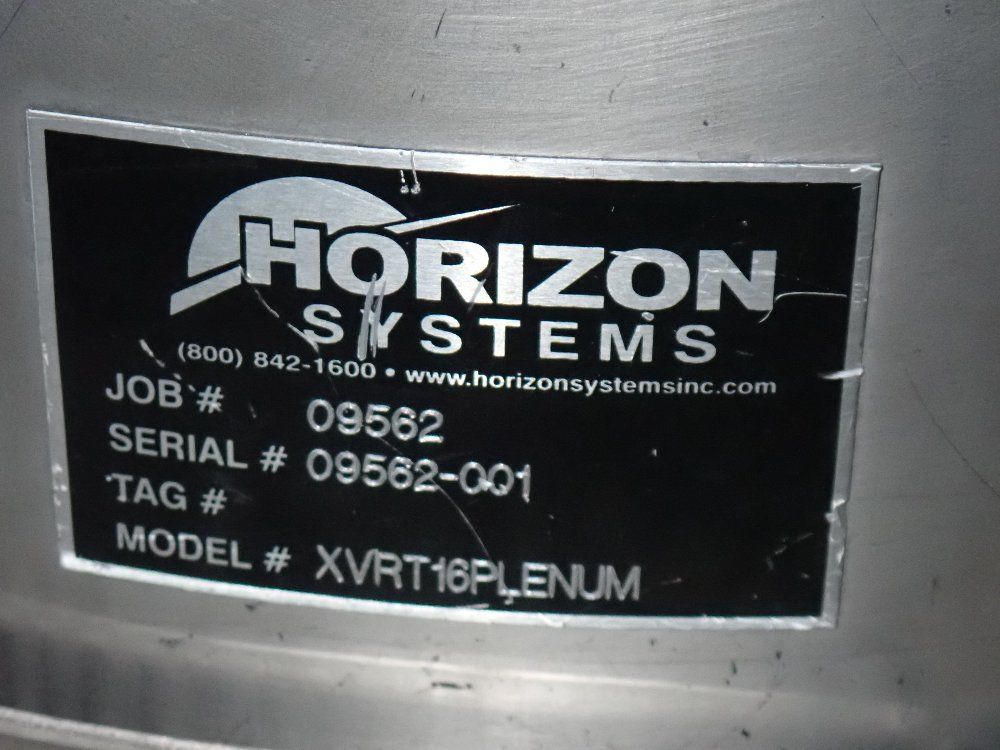 HORIZON
SYSTEMS
(800) 842-1600 • www.horizonsystemsinc.com
JOB # 09562
SERIAL # 09562-001
TAG #
MODEL # XVRT16PLENUM